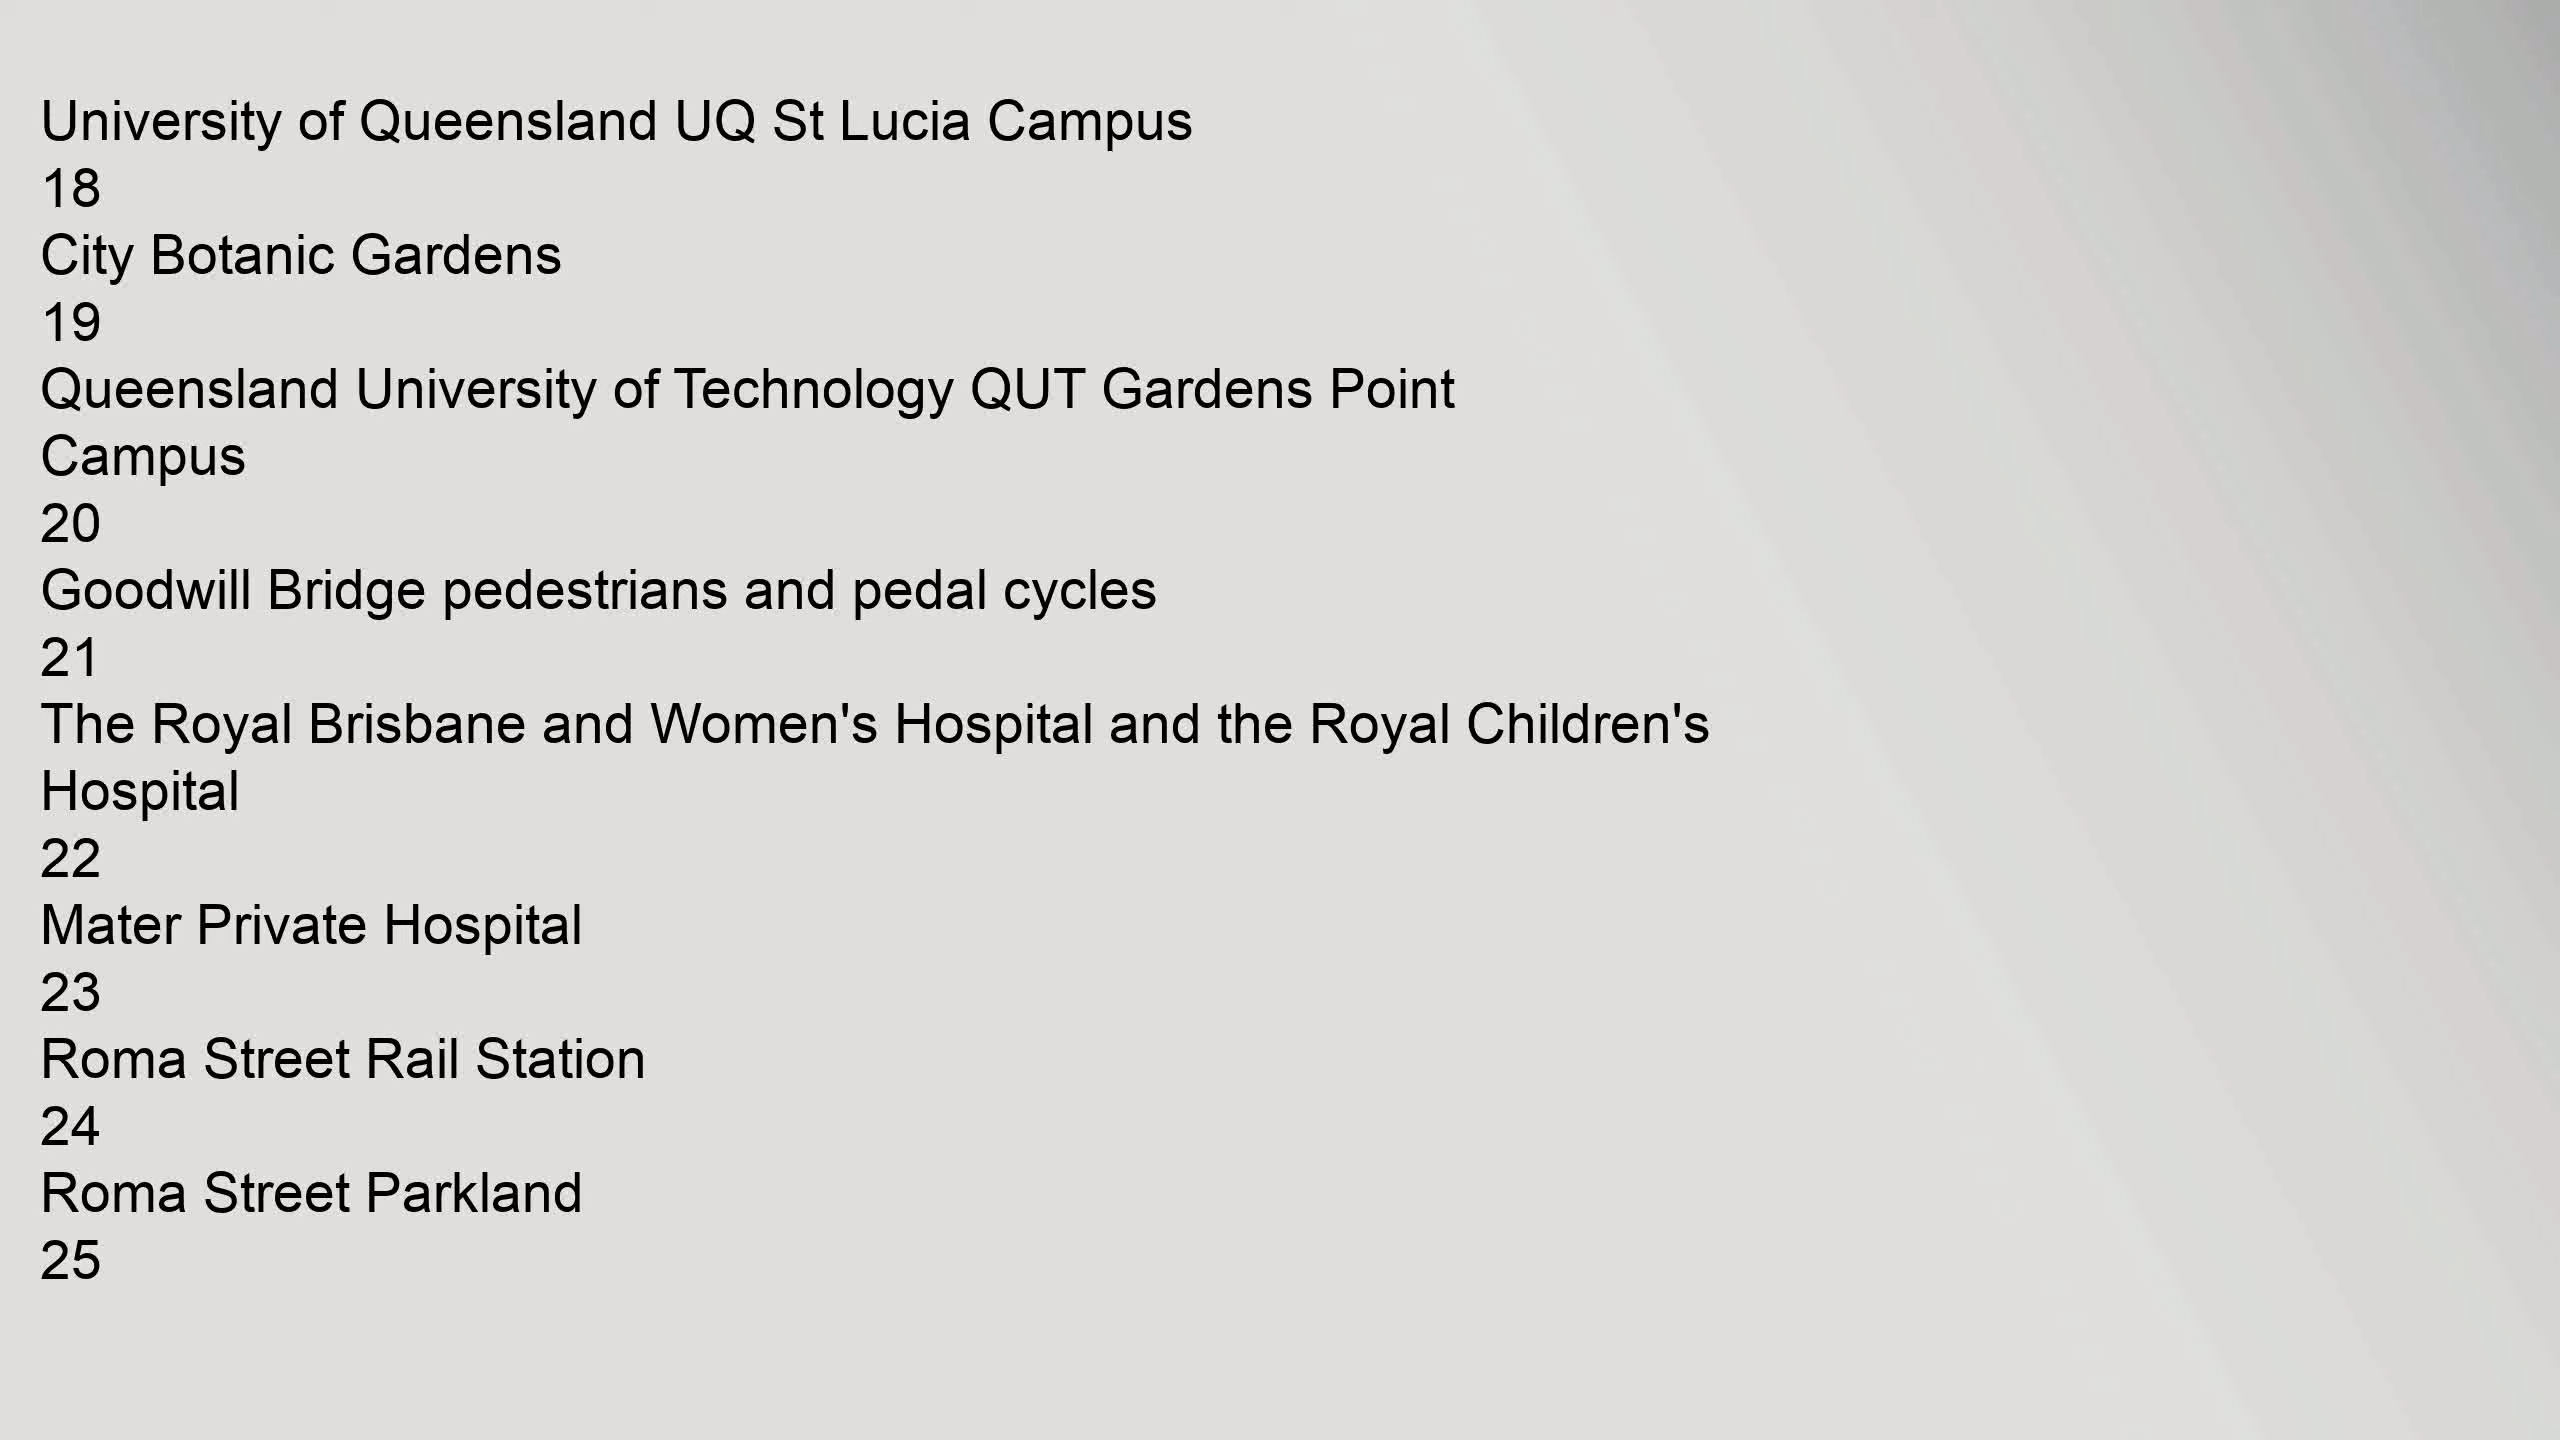 University of Queensland UQ St Lucia Campus
18
City Botanic Gardens
19
Queensland University of Technology QUT Gardens Point
Campus
20
Goodwill Bridge pedestrians and pedal cycles
21
The Royal Brisbane and Women's Hospital and the Royal Children's
Hospital
22
Mater Private Hospital
23
Roma Street Rail Station
24
Roma Street Parkland
25